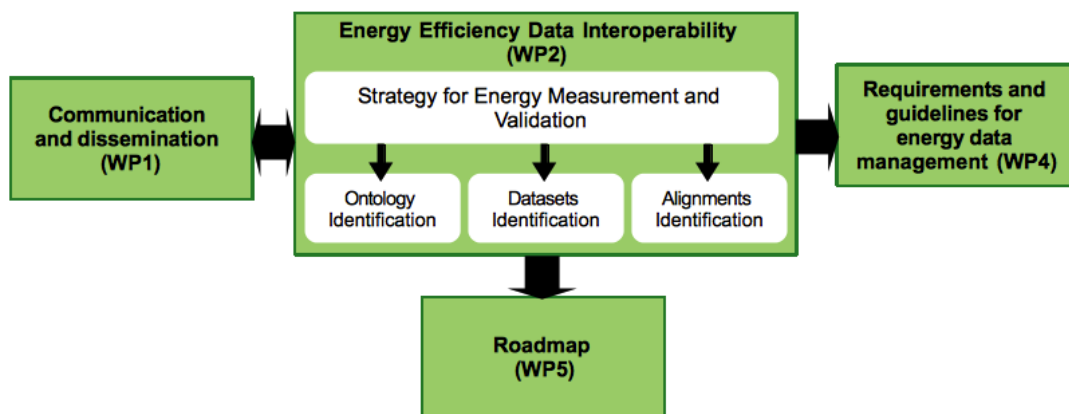 Energy Efficiency Data Interoperability
(WP2)
Strategy for Energy Measurement and
Validation
Ontology
Identification
Datasets
Identification
Alignments
Identification
Communication
and dissemination
(WP1)
Requirements and
guidelines for
energy data
management (WP4)
Roadmap
(WP5)